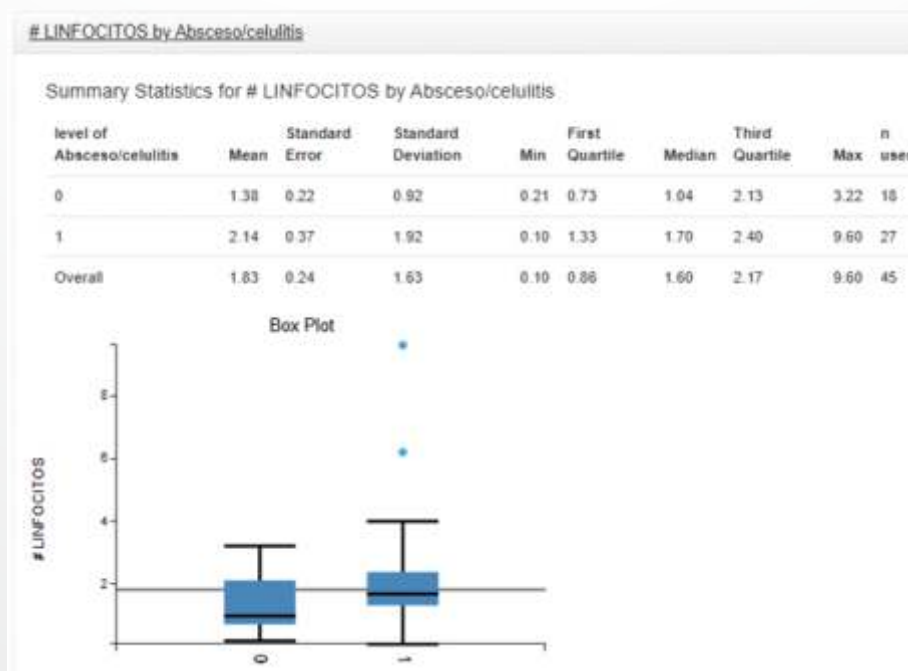 # LINFOCITOS by Absceso/celulitis
Summary Statistics for # LINFOCITOS by Absceso/celulitis
level of Absceso/celulitis Mean Standard Error Standard Deviation Min First Quartile Median Third Quartile Max n
0 1.38 0.22 0.92 0.21 0.73 1.04 2.13 3.22 18
1 2.14 0.37 1.92 0.10 1.33 1.70 2.40 9.60 27
Overall 1.83 0.24 1.63 0.10 0.86 1.60 2.17 9.60 45
Box Plot
# LINFOCITOS
8
6
4
2
0 1